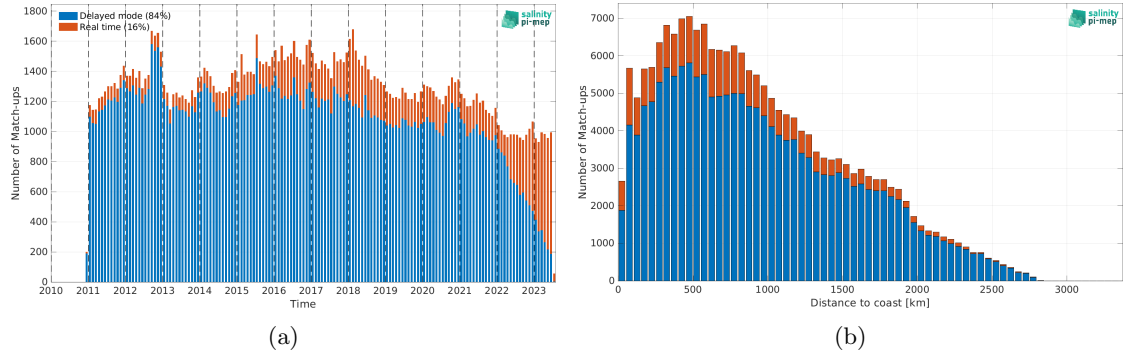 Delayed mode (84%)
Real time (16%)
salinity
pi-mep
Number of Match-ups
1800
1600
1400
1200
1000
800
600
400
200
0
2010 2011 2012 2013 2014 2015 2016 2017 2018 2019 2020 2021 2022 2023
Time
(a)
salinity
pi-mep
Number of Match-ups
7000
6000
5000
4000
3000
2000
1000
0
0 500 1000 1500 2000 2500 3000
Distance to coast [km]
(b)